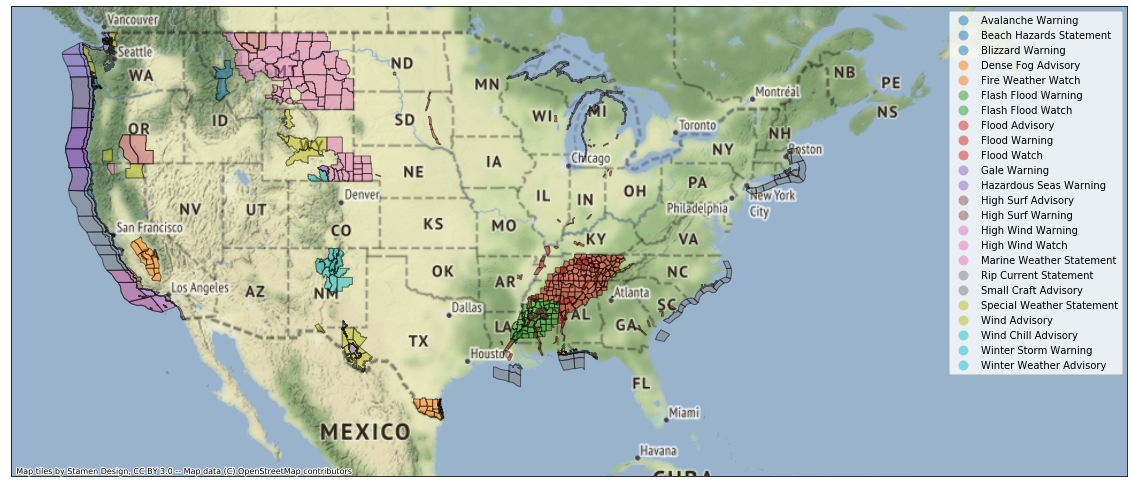 Vancouver
Seattle
WA
OR
ID
MT
ND
MN
SD
WY
WI
MI
Montréal
NB
PE
NS
Toronto
NH
Boston
NY
IA
NE
Chicago
New York
City
PA
Philadelphia
NV
UT
Denver
CO
KS
MO
IL
IN
OH
San Francisco
KY
VA
Los Angeles
AZ
NM
OK
AR
NC
Atlanta
SC
Dallas
TX
LA
AL
GA
Housto
FL
Miami
MEXICO
Havana
CUBA
Avalanche Warning
Beach Hazards Statement
Blizzard Warning
Dense Fog Advisory
Fire Weather Watch
Flash Flood Warning
Flash Flood Watch
Flood Advisory
Flood Warning
Flood Watch
Gale Warning
Hazardous Seas Warning
High Surf Advisory
High Surf Warning
High Wind Warning
High Wind Watch
Marine Weather Statement
Rip Current Statement
Small Craft Advisory
Special Weather Statement
Wind Advisory
Wind Chill Advisory
Winter Storm Warning
Winter Weather Advisory
Map tiles by Stamen Design, CC BY 3.0 -- Map data (C) OpenStreetMap contributors